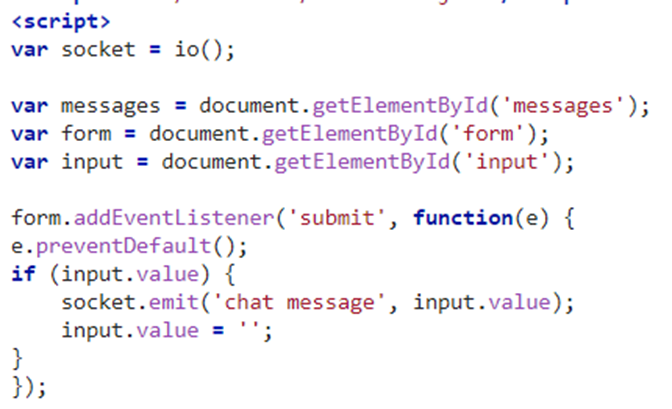 <script>
var socket = io();
var messages = document.getElementById('messages');
var form = document.getElementById('form');
var input = document.getElementById('input');
form.addEventListener('submit', function(e) {
e.preventDefault();
if (input.value) {
    socket.emit('chat message', input.value);
    input.value = '';
}
});